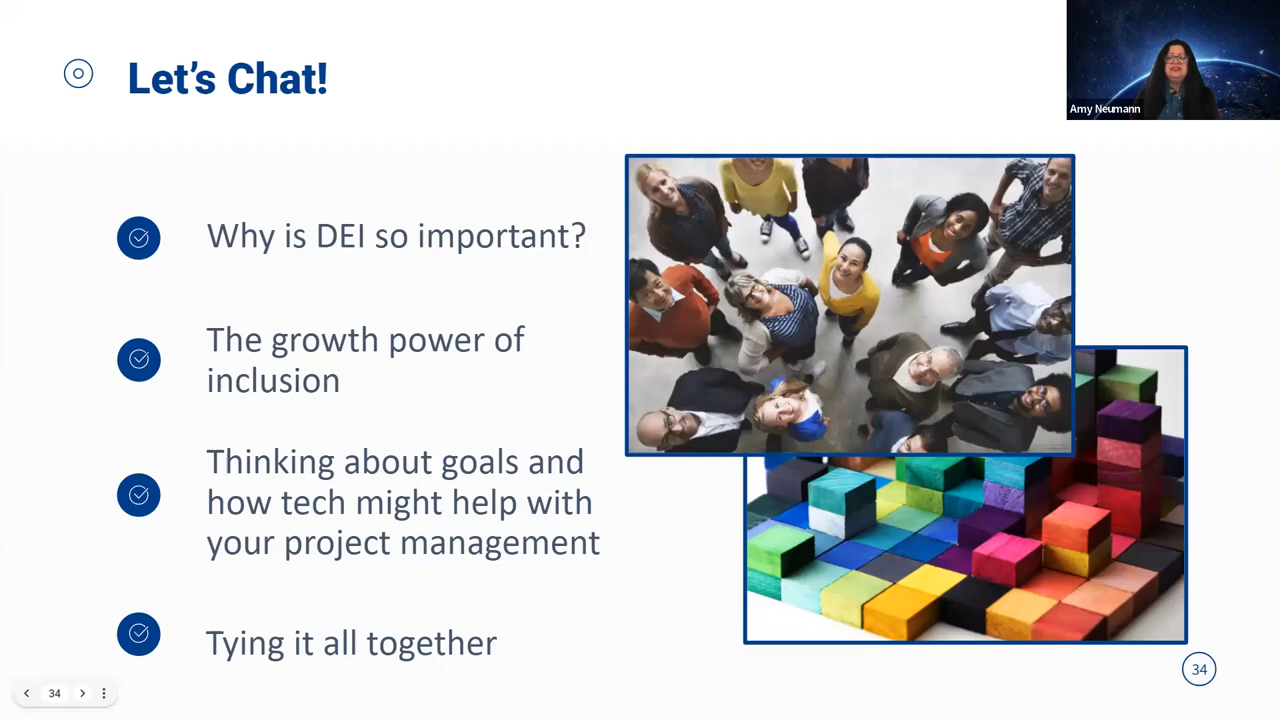 Let's Chat!
Amy Neumann
Why is DEI so important?
The growth power of
inclusion
Thinking about goals and
how tech might help with
your project management
Tying it all together
34
34